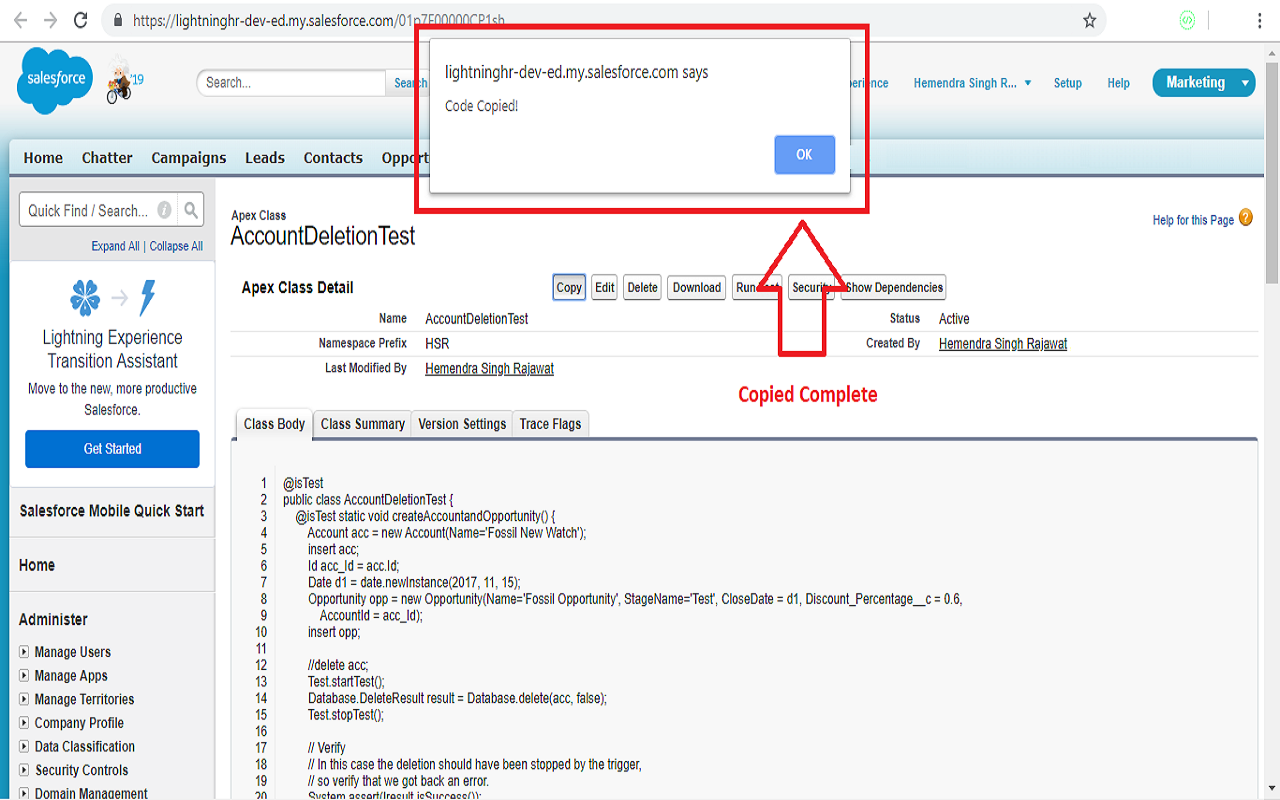 https://lightninghr-dev-ed.my.salesforce.com/01p7F00000CP1sh
lightninghr-dev-ed.my.salesforce.com says
Code Copied!
OK
salesforce
'19
Search...
Search
Hemendra Singh R...
Setup
Help
Marketing
Home
Chatter
Campaigns
Leads
Contacts
Quick Find / Search...
Expand All | Collapse All
Lightning Experience
Transition Assistant
Move to the new, more productive
Salesforce.
Get Started
Salesforce Mobile Quick Start
Home
Administer
Manage Users
Manage Apps
Manage Territories
Company Profile
Data Classification
Security Controls
Domain Management
Apex Class
AccountDeletionTest
Help for this Page
Apex Class Detail
Copy
Edit
Delete
Download
Security
Show Dependencies
Name AccountDeletionTest
Status Active
Namespace Prefix HSR
Created By Hemendra Singh Rajawat
Last Modified By Hemendra Singh Rajawat
Copied Complete
Class Body
Class Summary
Version Settings
Trace Flags
1 @isTest
2 public class AccountDeletionTest {
3 @isTest static void createAccountandOpportunity() {
4 Account acc = new Account(Name='Fossil New Watch');
5 insert acc;
6 Id acc_Id = acc.Id;
7 Date d1 = date.newInstance(2017, 11, 15);
8 Opportunity opp = new Opportunity(Name='Fossil Opportunity', StageName='Test', CloseDate = d1, Discount_Percentage__c = 0.6,
9 AccountId = acc_Id);
10 insert opp;
11
12 //delete acc;
13 Test.startTest();
14 Database.DeleteResult result = Database.delete(acc, false);
15 Test.stopTest();
16
17 // Verify
18 // In this case the deletion should have been stopped by the trigger,
19 // so verify that we got back an error.
20 System.assert(!result.isSuccess());